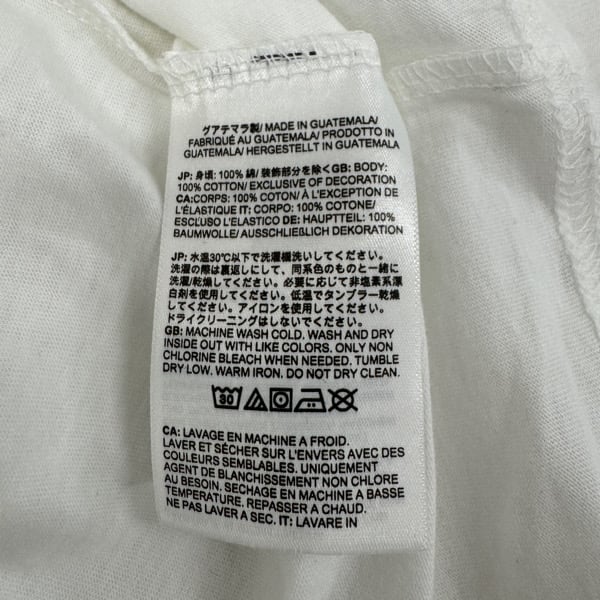 グアテマラ製/ MADE IN GUATEMALA/
FABRIQUÉ AU GUATEMALA/ PRODOTTO IN
GUATEMALA/ HERGESTELLT IN GUATEMALA
JP: 身頃: 100% 綿/ 装飾部分を除く GB: BODY:
100% COTTON/ EXCLUSIVE OF DECORATION
CA:CORPS: 100% COTON/ À L'EXCEPTION DE
L'ÉLASTIQUE IT: CORPO: 100% COTONE/
ESCLUSO L'ELASTICO DE: HAUPTTEIL: 100%
BAUMWOLLE/ AUSSCHLIEßLICH DEKORATION
JP: 水温30℃以下で洗濯機洗いしてください。
洗濯の際は裏返しにして、同系色のものと一緒に
洗濯/乾燥してください。必要に応じて非塩素系漂
白剤を使用してください。低温でタンブラー乾燥
してください。アイロンを使用してください。
ドライクリーニングはしないでください。
GB: MACHINE WASH COLD. WASH AND DRY
INSIDE OUT WITH LIKE COLORS. ONLY NON
CHLORINE BLEACH WHEN NEEDED. TUMBLE
DRY LOW. WARM IRON. DO NOT DRY CLEAN.
30
CA: LAVAGE EN MACHINE A FROID.
LAVER ET SÉCHER SUR L'ENVERS AVEC DES
COULEURS SEMBLABLES. UNIQUEMENT
AGENT DE BLANCHISSEMENT NON CHLORE
AU BESOIN. SECHAGE EN MACHINE A BASSE
TEMPÉRATURE. REPASSER A CHAUD.
NE PAS LAVER A SEC. IT: LAVARE IN